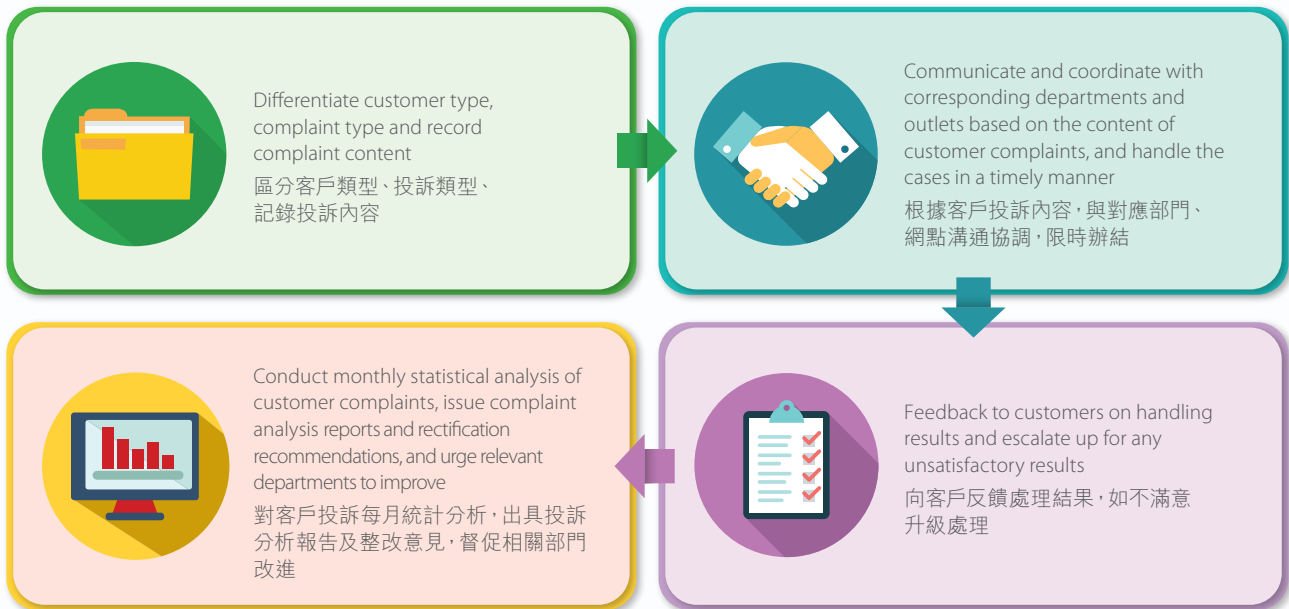 Differentiate customer type,
complaint type and record
complaint content
區分客戶類型、投訴類型、
記錄投訴內容
Communicate and coordinate with
corresponding departments and
outlets based on the content of
customer complaints, and handle the
cases in a timely manner
根據客戶投訴內容，與對應部門、
網點溝通協調，限時辦結
Feedback to customers on handling
results and escalate up for any
unsatisfactory results
向客戶反饋處理結果，如不滿意
升級處理
Conduct monthly statistical analysis of
customer complaints, issue complaint
analysis reports and rectification
recommendations, and urge relevant
departments to improve
對客戶投訴每月統計分析，出具投訴
分析報告及整改意見，督促相關部門
改進